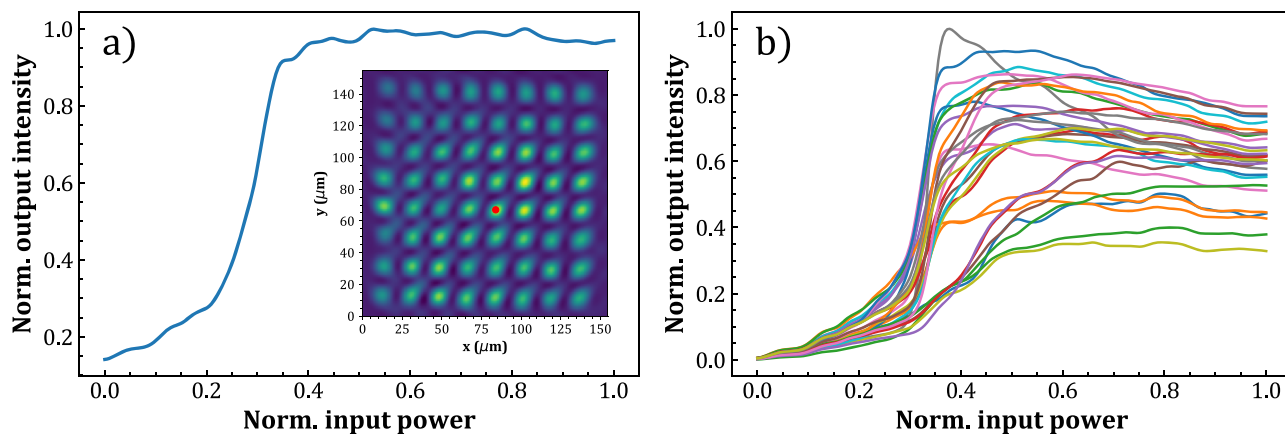 a)
Norm. output intensity
1.0
0.8
0.6
0.4
0.2
0.0 0.2 0.4 0.6 0.8 1.0
Norm. input power
y (μm)
140
120
100
80
60
40
20
0
0 25 50 75 100 125 150
x (μm)
b)
Norm. output intensity
1.0
0.8
0.6
0.4
0.2
0.0
0.0 0.2 0.4 0.6 0.8 1.0
Norm. input power